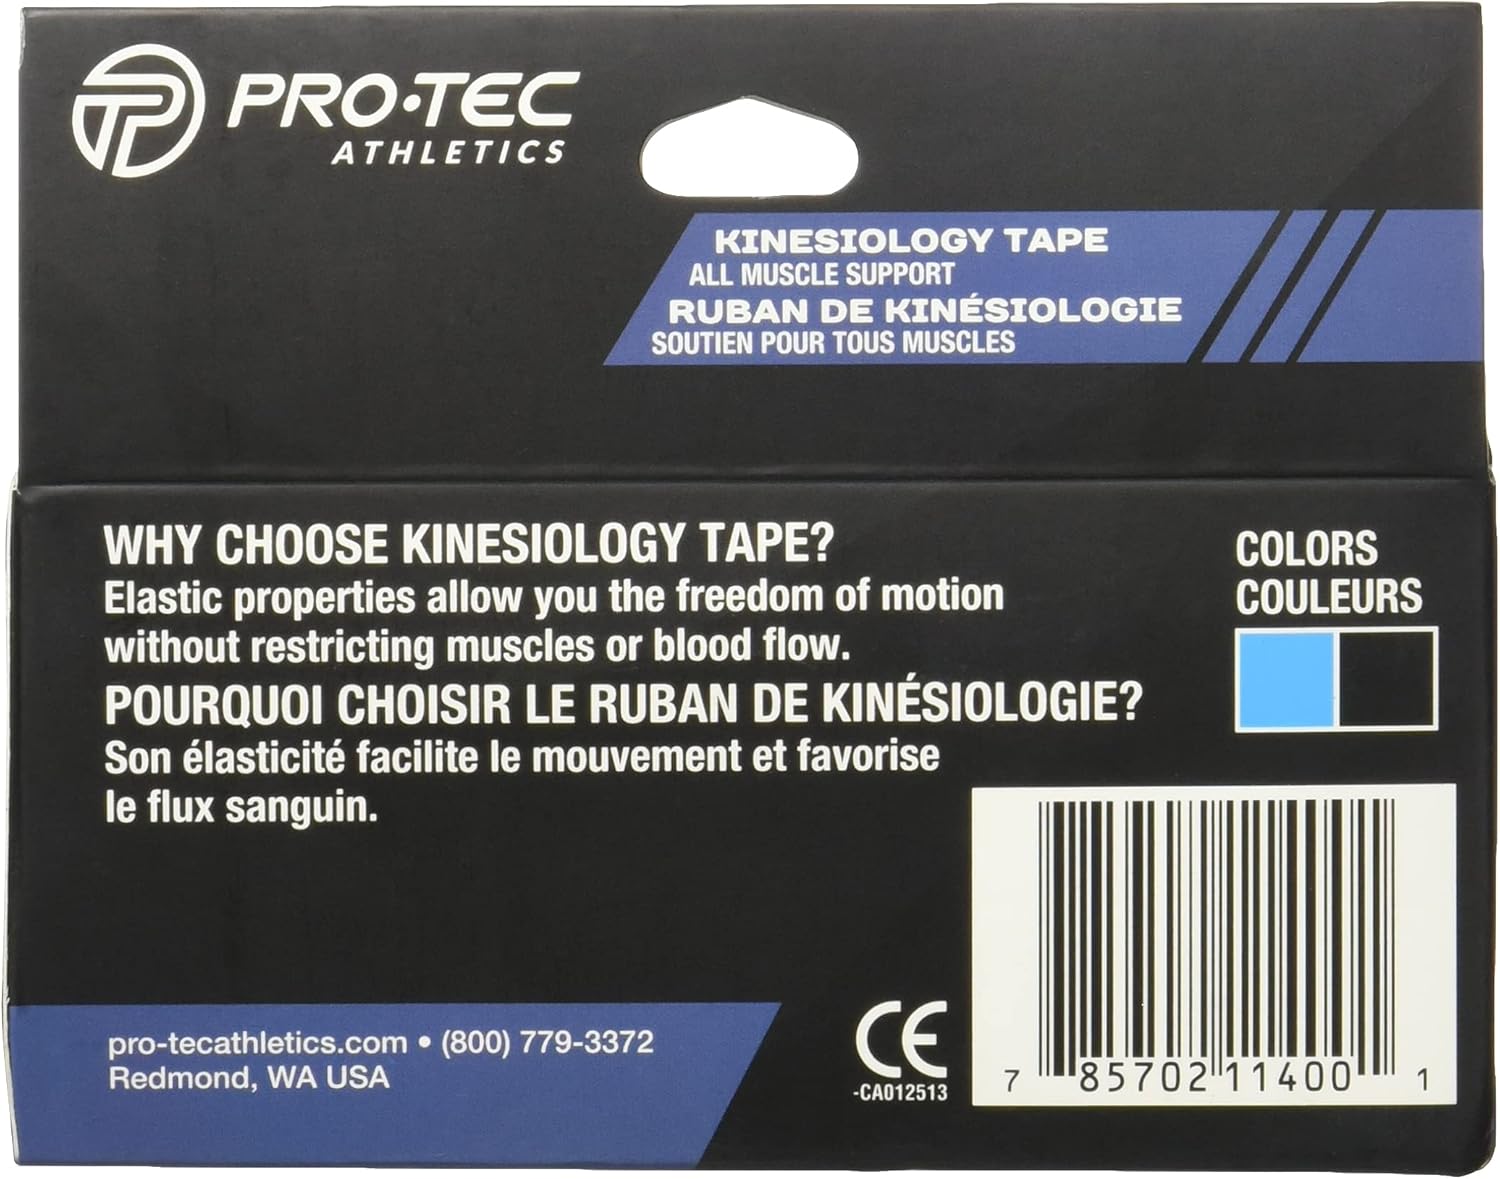 PRO•TEC
ATHLETICS
KINESIOLOGY TAPE
ALL MUSCLE SUPPORT
RUBAN DE KINÉSIOLOGIE
SOUTIEN POUR TOUS MUSCLES
WHY CHOOSE KINESIOLOGY TAPE?
Elastic properties allow you the freedom of motion
without restricting muscles or blood flow.
POURQUOI CHOISIR LE RUBAN DE KINÉSIOLOGIE?
Son élasticité facilite le mouvement et favorise
le flux sanguin.
COLORS
COULEURS
pro-tecathletics.com • (800) 779-3372
Redmond, WA USA
CE
-CA012513
7 85702 11400 1